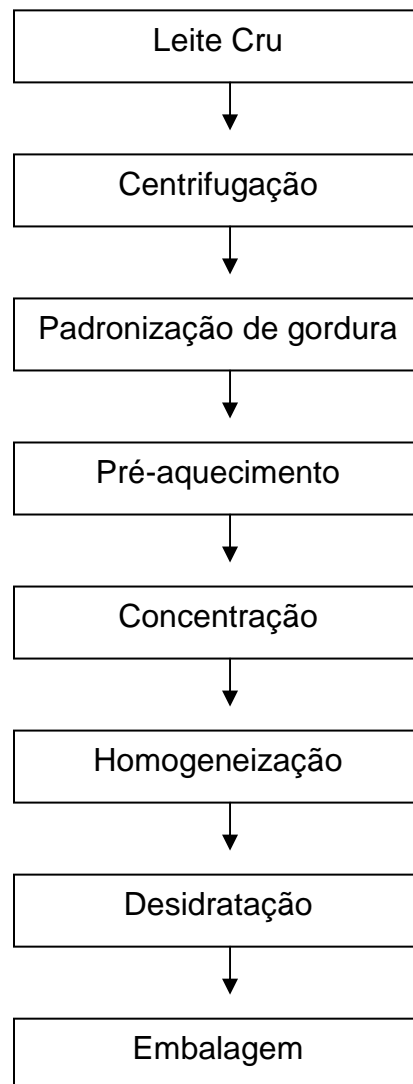 Leite Cru
Centrifugação
Padronização de gordura
Pré-aquecimento
Concentração
Homogeneização
Desidratação
Embalagem